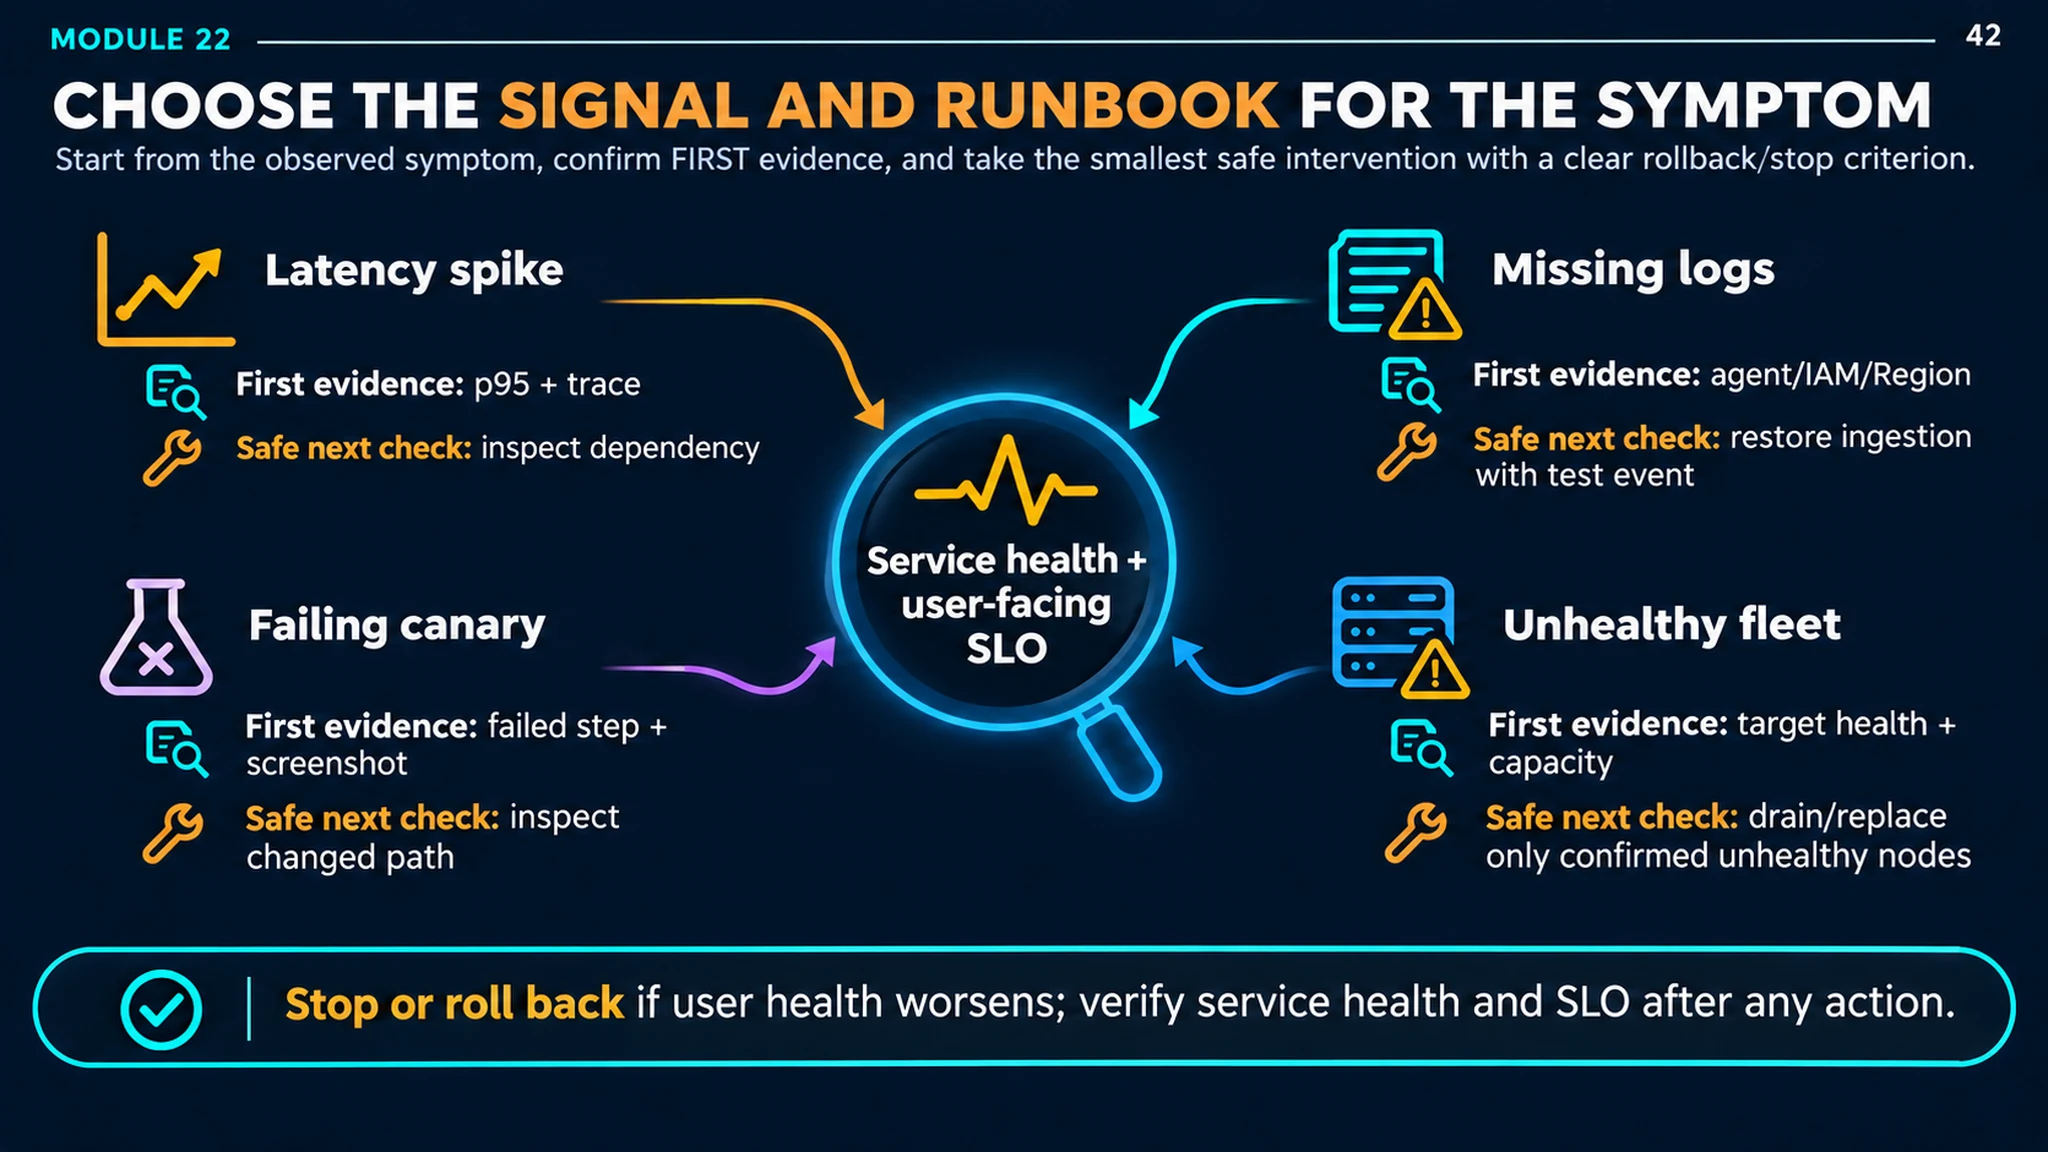 MODULE 22
42
CHOOSE THE SIGNAL AND RUNBOOK FOR THE SYMPTOM
Start from the observed symptom, confirm FIRST evidence, and take the smallest safe intervention with a clear rollback/stop criterion.
Latency spike
First evidence: p95 + trace
Safe next check: inspect dependency
Missing logs
First evidence: agent/IAM/Region
Safe next check: restore ingestion
with test event
Service health +
user-facing
SLO
Failing canary
First evidence: failed step +
screenshot
Safe next check: inspect
changed path
Unhealthy fleet
First evidence: target health +
capacity
Safe next check: drain/replace
only confirmed unhealthy nodes
Stop or roll back if user health worsens; verify service health and SLO after any action.